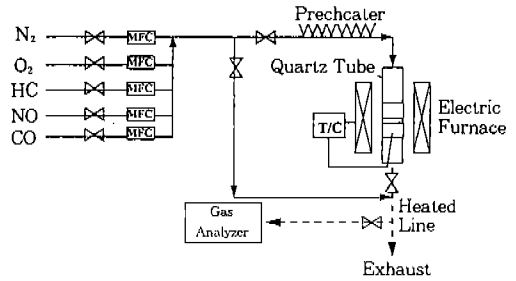 N₂
MFC
Prechcater
O₂
MFC
Quartz Tube
HC
MFC
NO
MFC
T/C
Electric
Furnace
CO
MFC
Gas
Analyzer
Heated
Line
Exhaust